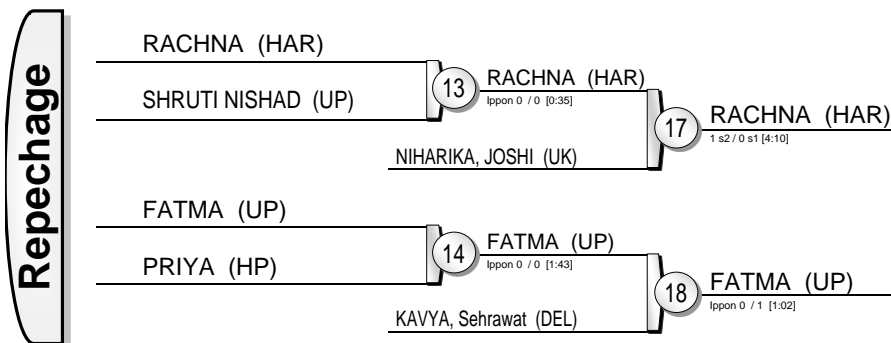 Repechage
RACHNA (HAR)
SHRUTI NISHAD (UP)
13
RACHNA (HAR)
Ippon 0 / 0 [0:35]
NIHARIKA, JOSHI (UK)
17
RACHNA (HAR)
1 s2 / 0 s1 [4:10]
FATMA (UP)
PRIYA (HP)
14
FATMA (UP)
Ippon 0 / 0 [1:43]
KAVYA, Sehrawat (DEL)
18
FATMA (UP)
Ippon 0 / 1 [1:02]